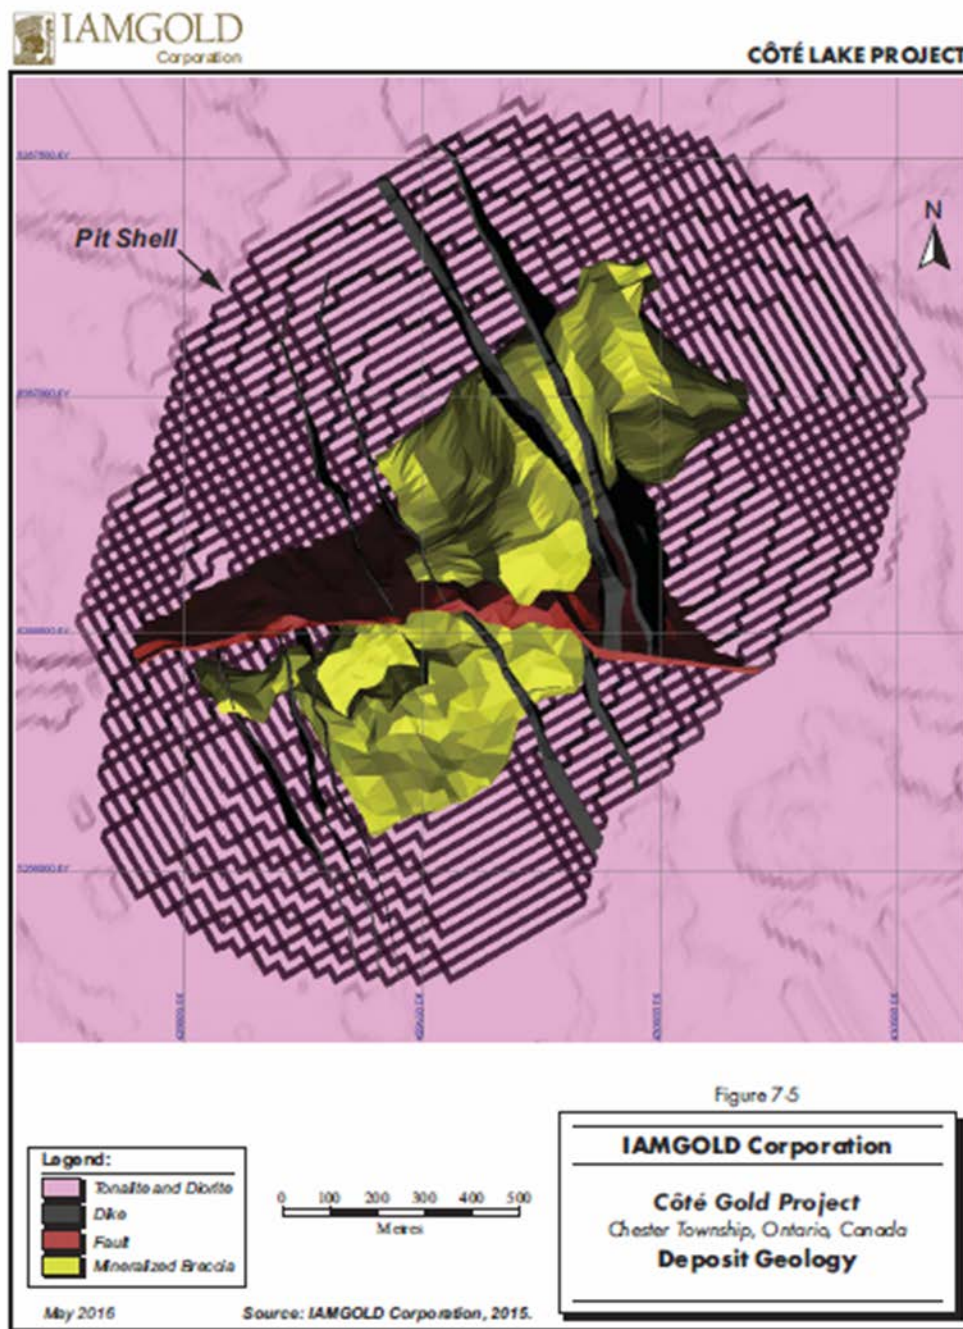 IAMGOLD
Corporation
CÔTÉ LAKE PROJECT
Pit Shell
N
Figure 7-5
IAMGOLD Corporation
Côté Gold Project
Chester Township, Ontario, Canada
Deposit Geology
Legend:
Tonalite and Diorite
Dike
Fault
Mineralized Breccia
0 100 200 300 400 500
Metres
May 2016
Source: IAMGOLD Corporation, 2015.